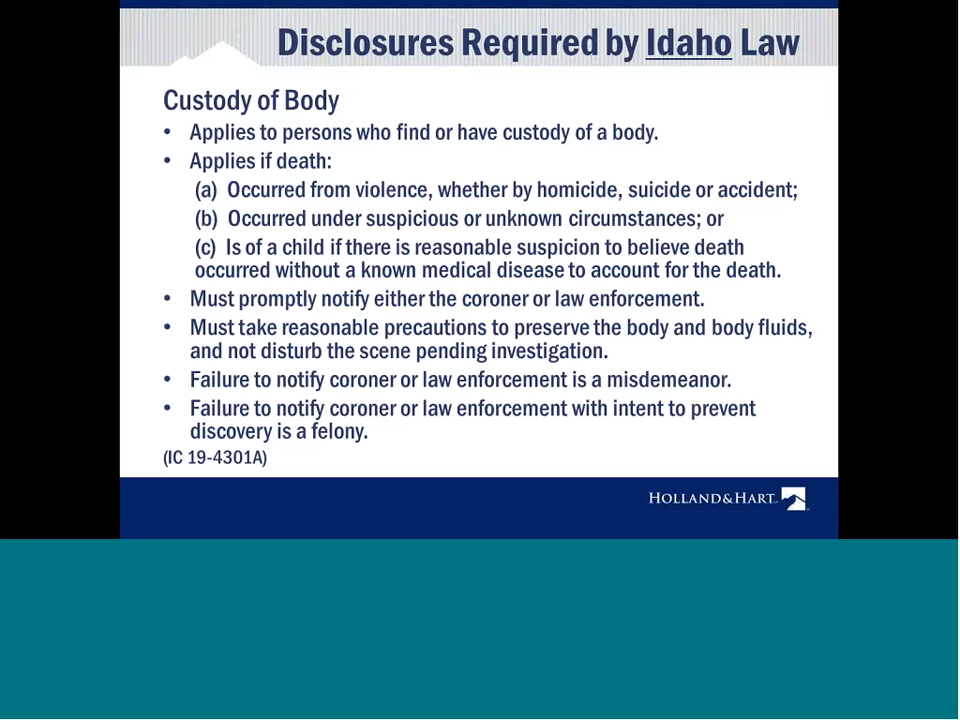 Disclosures Required by Idaho Law
Custody of Body
• Applies to persons who find or have custody of a body.
• Applies if death:
(a) Occurred from violence, whether by homicide, suicide or accident;
(b) Occurred under suspicious or unknown circumstances; or
(c) Is of a child if there is reasonable suspicion to believe death
occurred without a known medical disease to account for the death.
• Must promptly notify either the coroner or law enforcement.
• Must take reasonable precautions to preserve the body and body fluids,
and not disturb the scene pending investigation.
• Failure to notify coroner or law enforcement is a misdemeanor.
• Failure to notify coroner or law enforcement with intent to prevent
discovery is a felony.
(IC 19-4301A)
HOLLAND&HART